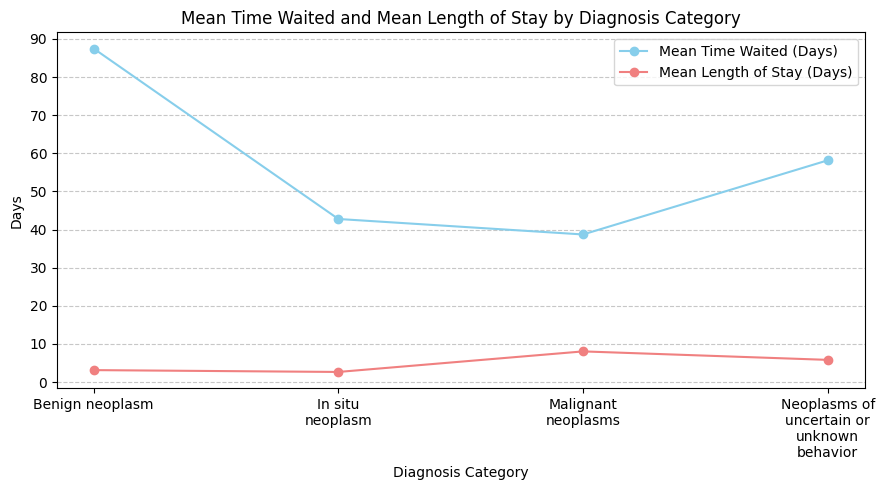 Mean Time Waited and Mean Length of Stay by Diagnosis Category
Mean Time Waited (Days)
Mean Length of Stay (Days)
Days
90
80
70
60
50
40
30
20
10
0
Benign neoplasm
In situ
neoplasm
Malignant
neoplasms
Neoplasms of
uncertain or
unknown
behavior
Diagnosis Category